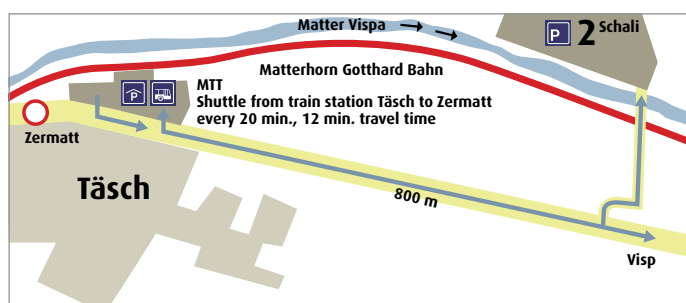 Matter Vispa
P 2 Schali
Matterhorn Gotthard Bahn
P
MTT
Shuttle from train station Täsch to Zermatt
every 20 min., 12 min. travel time
Zermatt
Täsch
800 m
Visp